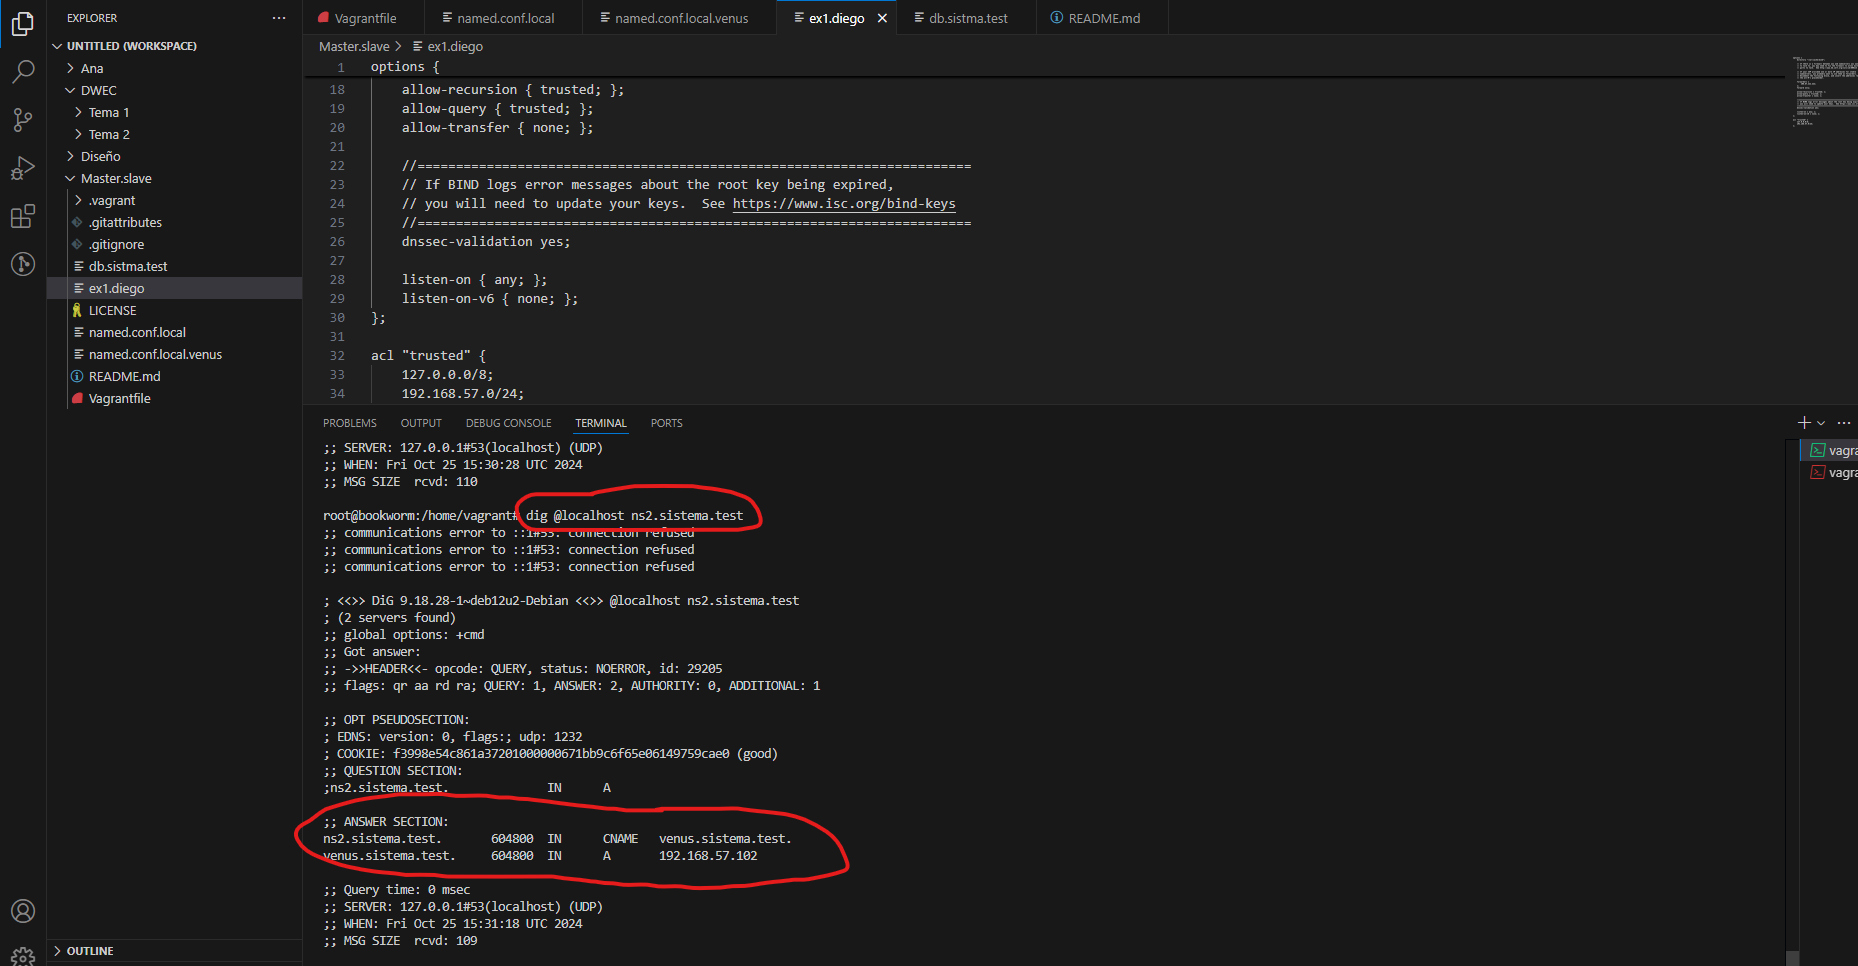 EXPLORER
Vagrantfile
named.conf.local
named.conf.local.venus
ex1.diego
db.sistma.test
README.md
UNTITLED (WORKSPACE)
Ana
DWEC
Tema 1
Tema 2
Diseño
Master.slave
.vagrant
.gitattributes
.gitignore
db.sistma.test
ex1.diego
LICENSE
named.conf.local
named.conf.local.venus
README.md
Vagrantfile
OUTLINE
Master.slave > ex1.diego
1 options {
18 allow-recursion { trusted; };
19 allow-query { trusted; };
20 allow-transfer { none; };
21
22 //========================================================================
23 // If BIND logs error messages about the root key being expired,
24 // you will need to update your keys.  See https://www.isc.org/bind-keys
25 //========================================================================
26 dnssec-validation yes;
27
28 listen-on { any; };
29 listen-on-v6 { none; };
30 };
31
32 acl "trusted" {
33 127.0.0.0/8;
34 192.168.57.0/24;
PROBLEMS OUTPUT DEBUG CONSOLE TERMINAL PORTS
vagra
vagra
;; SERVER: 127.0.0.1#53(localhost) (UDP)
;; WHEN: Fri Oct 25 15:30:28 UTC 2024
;; MSG SIZE  rcvd: 110
root@bookworm:/home/vagrant# dig @localhost ns2.sistema.test
;; communications error to ::1#53: connection refused
;; communications error to ::1#53: connection refused
;; communications error to ::1#53: connection refused
; <<>> DiG 9.18.28-1~deb12u2-Debian <<>> @localhost ns2.sistema.test
; (2 servers found)
;; global options: +cmd
;; Got answer:
;; ->>HEADER<<- opcode: QUERY, status: NOERROR, id: 29205
;; flags: qr aa rd ra; QUERY: 1, ANSWER: 2, AUTHORITY: 0, ADDITIONAL: 1
;; OPT PSEUDOSECTION:
; EDNS: version: 0, flags:; udp: 1232
; COOKIE: f3998e54c861a37201000000671bb9c6f65e06149759cae0 (good)
;; QUESTION SECTION:
;ns2.sistema.test. IN A
;; ANSWER SECTION:
ns2.sistema.test. 604800 IN CNAME venus.sistema.test.
venus.sistema.test. 604800 IN A 192.168.57.102
;; Query time: 0 msec
;; SERVER: 127.0.0.1#53(localhost) (UDP)
;; WHEN: Fri Oct 25 15:31:18 UTC 2024
;; MSG SIZE  rcvd: 109